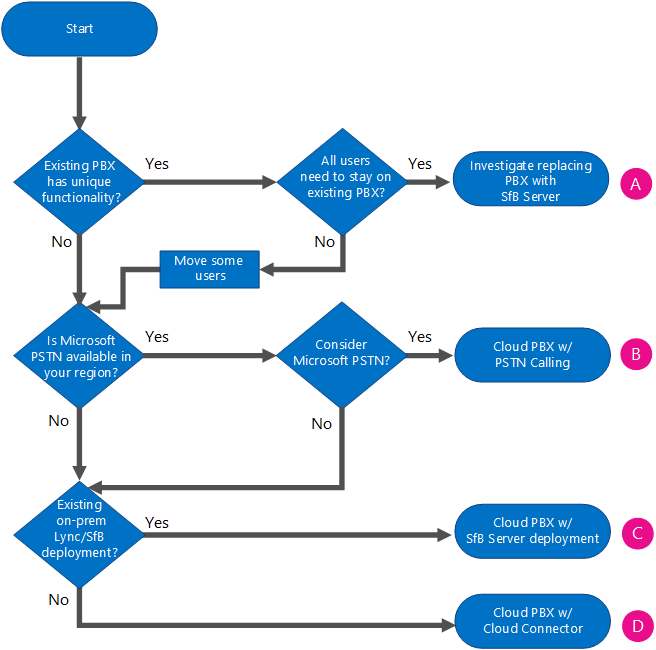 Start
Existing PBX
has unique
functionality?
Yes
All users
need to stay on
existing PBX?
Yes
Investigate replacing
PBX with
SfB Server
A
No
No
Move some
users
Is Microsoft
PSTN available in
your region?
Yes
Consider
Microsoft PSTN?
Yes
Cloud PBX w/
PSTN Calling
B
No
No
Existing
on-prem
Lync/SfB
deployment?
Yes
Cloud PBX w/
SfB Server deployment
C
No
Cloud PBX w/
Cloud Connector
D